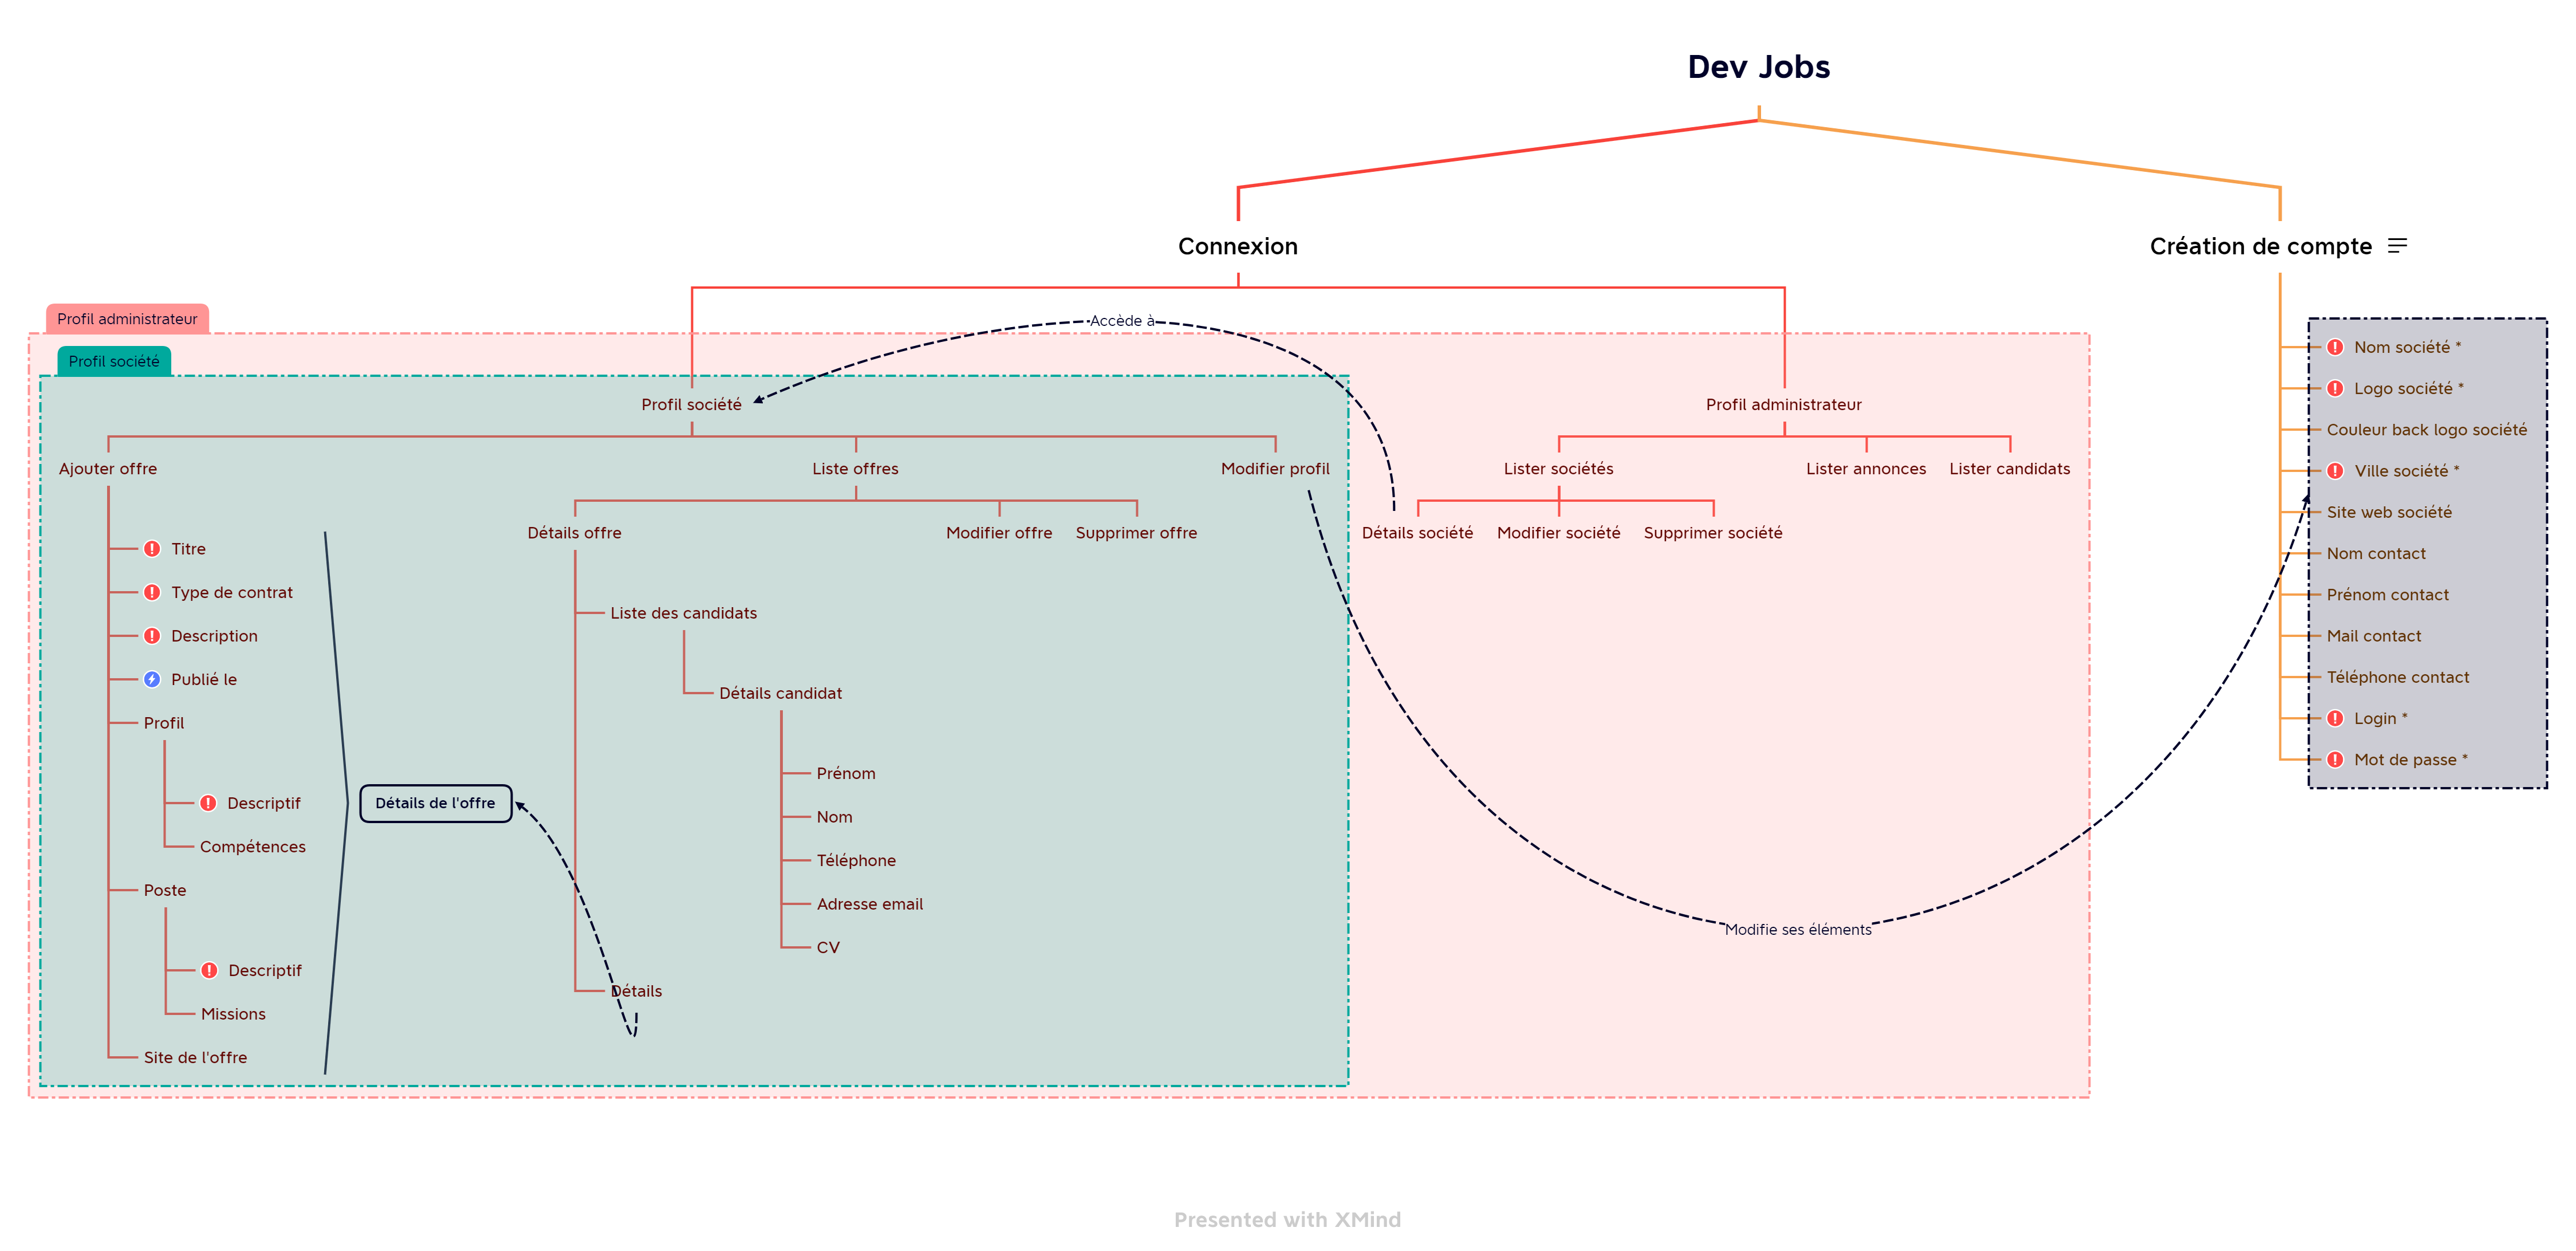 Dev Jobs
Connexion
Création de compte
Profil administrateur
Accède à
Profil société
Profil société
Profil administrateur
Ajouter offre
Liste offres
Modifier profil
Lister sociétés
Lister annonces
Lister candidats
Détails offre
Modifier offre
Supprimer offre
Détails société
Modifier société
Supprimer société
Titre
Type de contrat
Description
Publié le
Profil
Descriptif
Compétences
Poste
Descriptif
Missions
Site de l'offre
Détails de l'offre
Liste des candidats
Détails candidat
Prénom
Nom
Téléphone
Adresse email
CV
Détails
Modifie ses éléments
Nom société *
Logo société *
Couleur back logo société
Ville société *
Site web société
Nom contact
Prénom contact
Mail contact
Téléphone contact
Login *
Mot de passe *
Presented with XMind